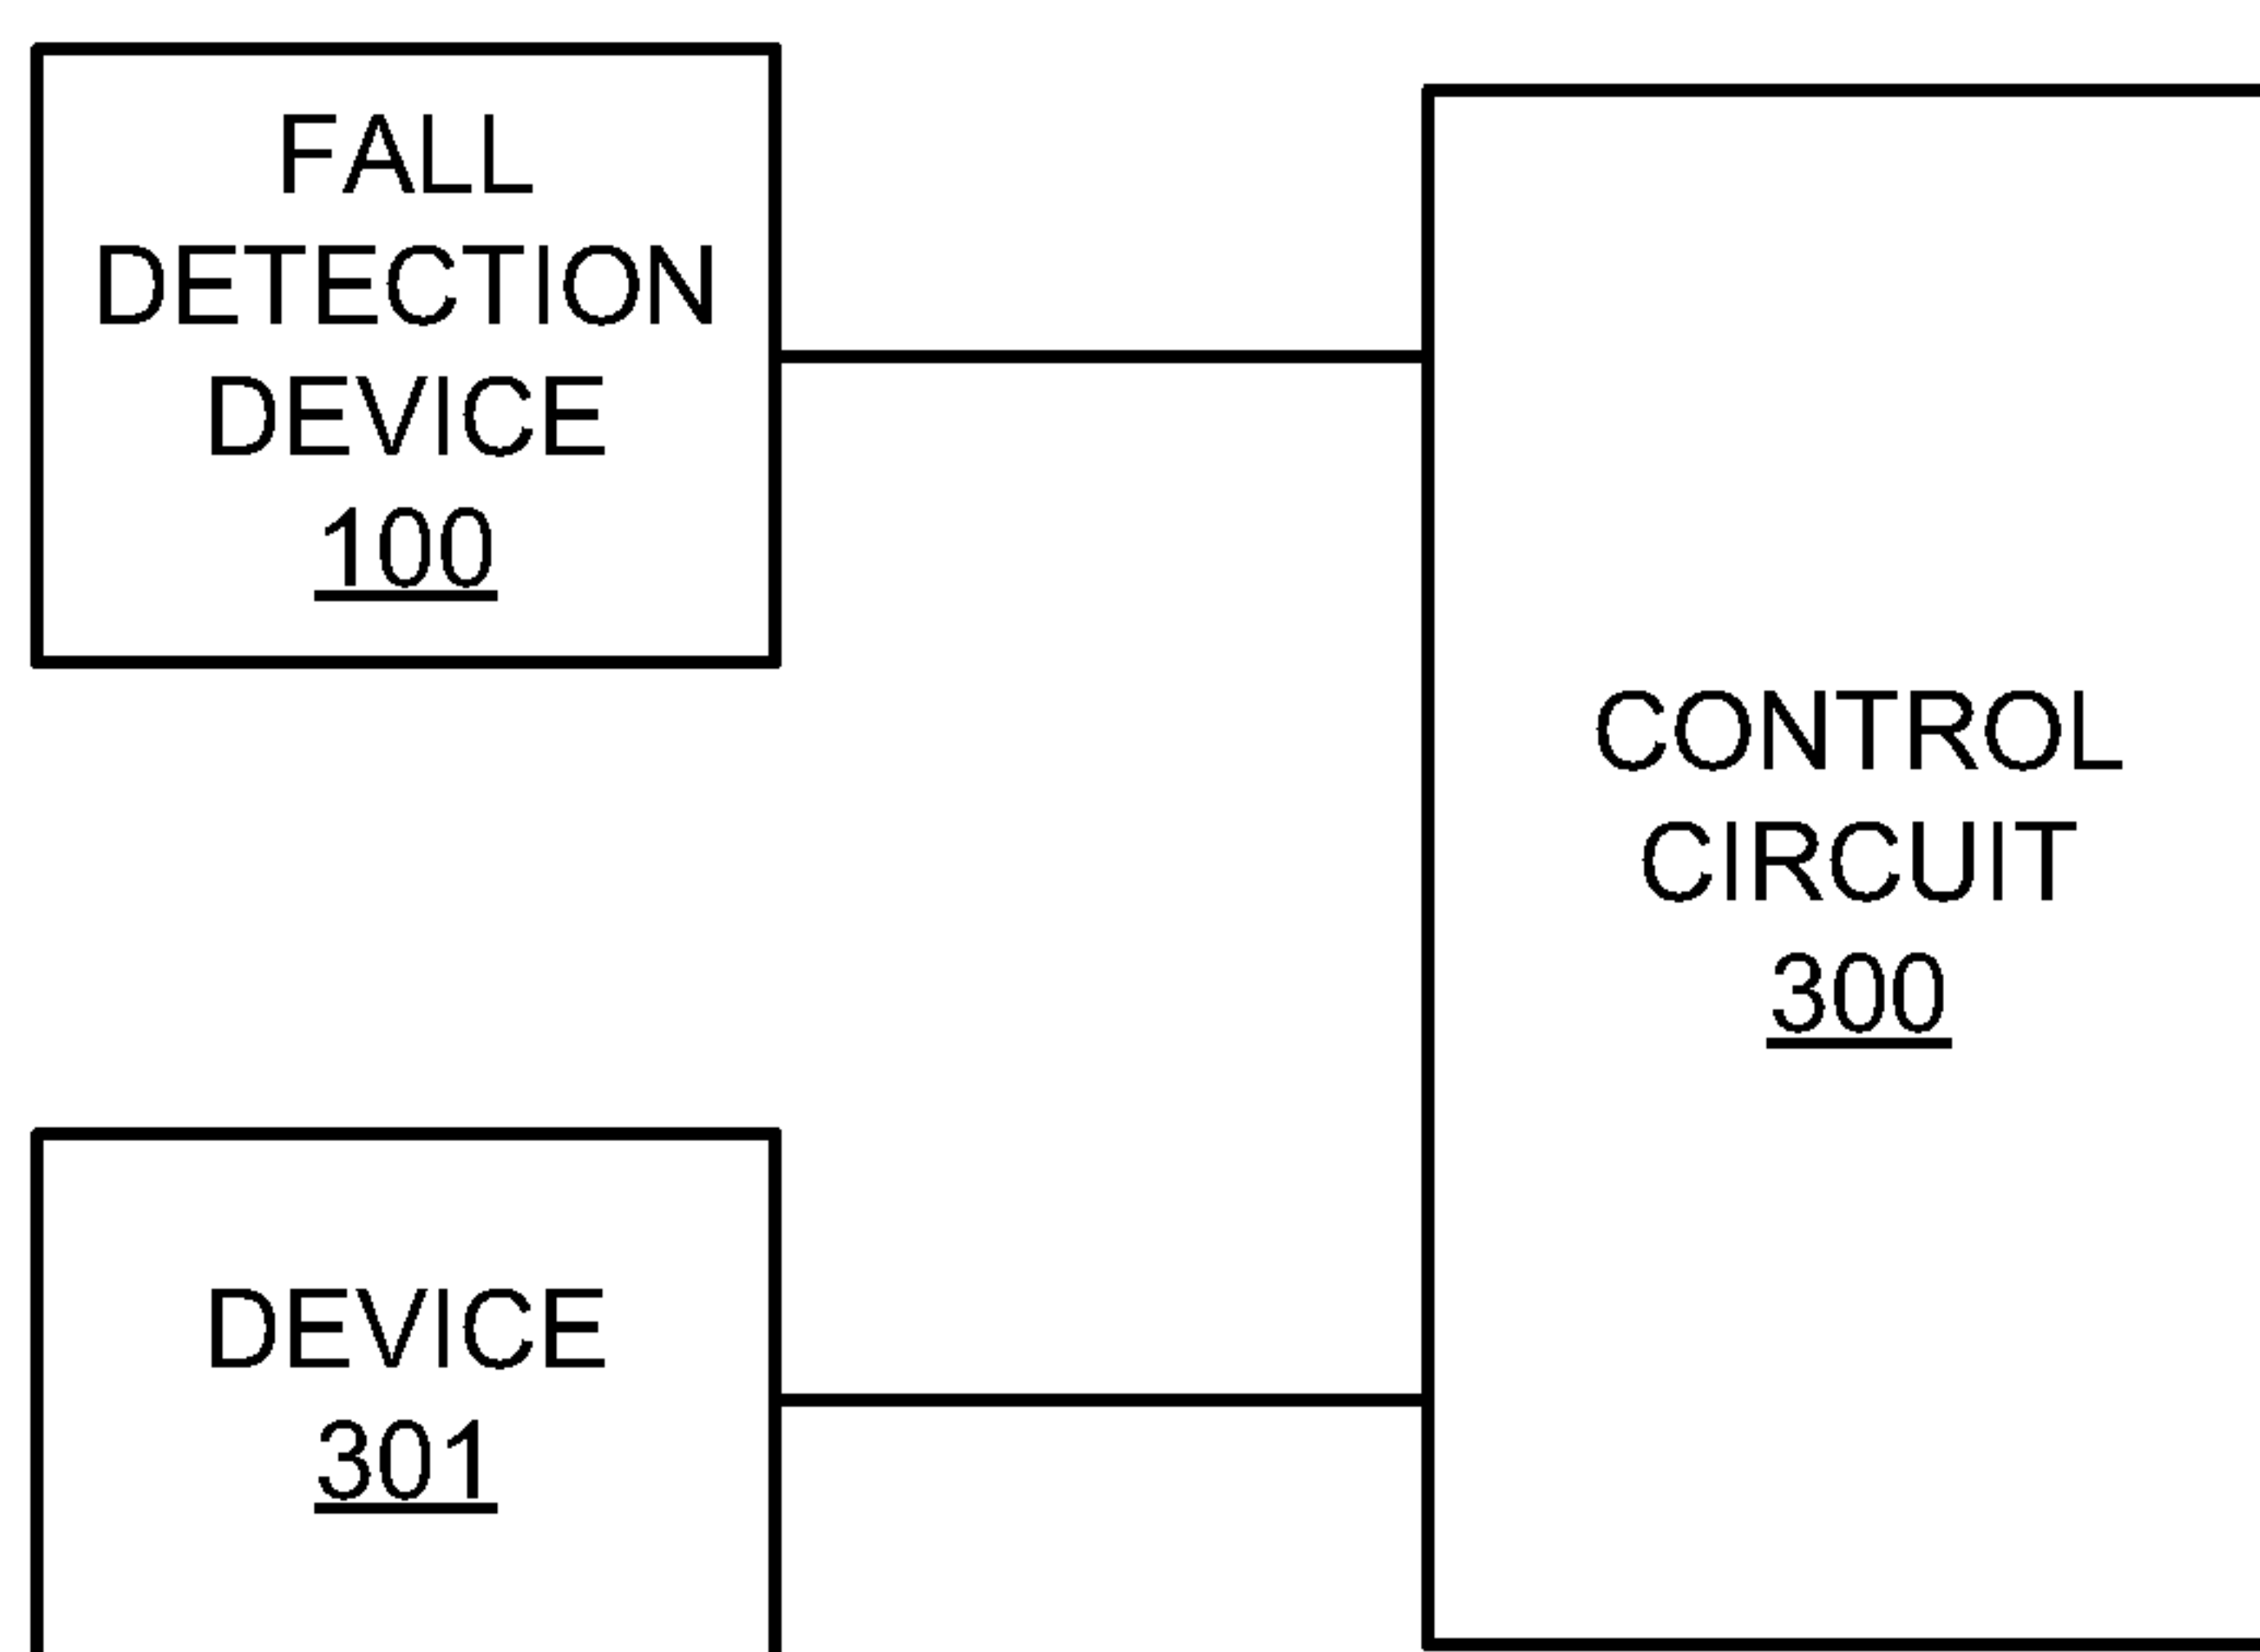 FALL
DETECTION
DEVICE
100
CONTROL
CIRCUIT
300
DEVICE
301